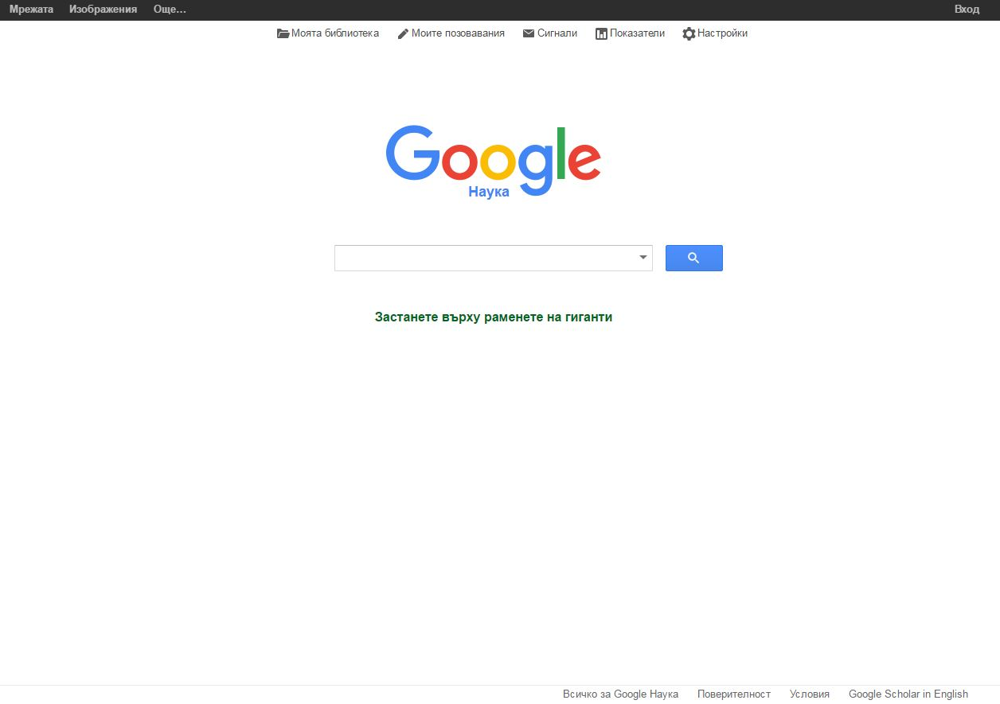 Мрежата Изображения Още... Вход
Моята библиотека Моите позовавания Сигнали Показатели Настройки
Google
Наука
Застанете върху раменете на гиганти
Всичко за Google Наука Поверителност Условия Google Scholar in English